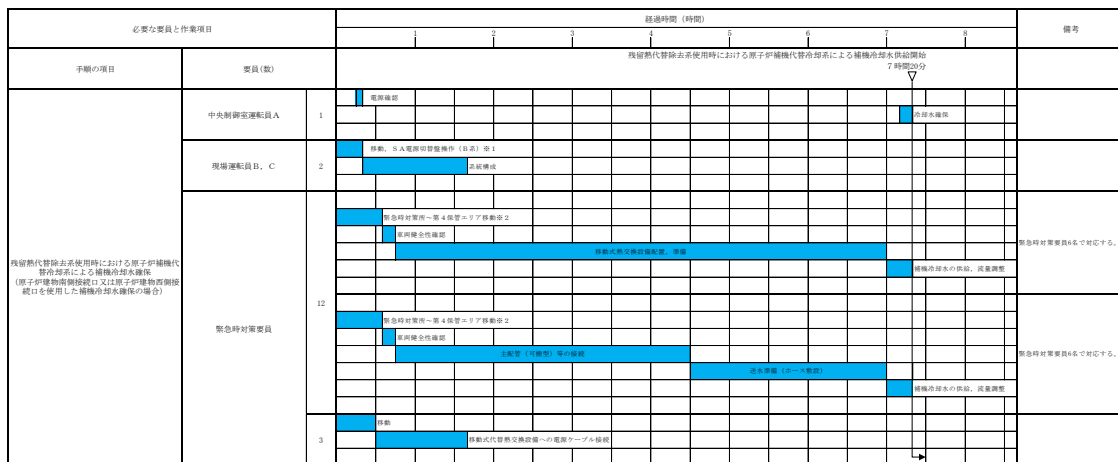 必要な要員と作業項目
経過時間（時間）
備考
1 2 3 4 5 6 7 8
手順の項目
要員(数)
残留熱代替除去系使用時における原子炉補機代替冷却系による補機冷却水供給開始
7時間20分
残留熱代替除去系使用時における原子炉補機代
替冷却系による補機冷却水確保
(原子炉建物南側接続口又は原子炉建物西側接
続口を使用した補機冷却水確保の場合)
中央制御室運転員A
1
電源確認
冷却水確保
現場運転員B，C
2
移動，SA電源切替盤操作（B系）※1
系統構成
緊急時対策要員
12
緊急時対策所～第4保管エリア移動※2
車両健全性確認
移動式熱交換設備配置，準備
補機冷却水の供給，流量調整
緊急時対策要員6名で対応する。
緊急時対策所～第4保管エリア移動※2
車両健全性確認
主配管（可搬型）等の接続
送水準備（ホース敷設）
補機冷却水の供給，流量調整
緊急時対策要員6名で対応する。
3
移動
移動式代替熱交換設備への電源ケーブル接続